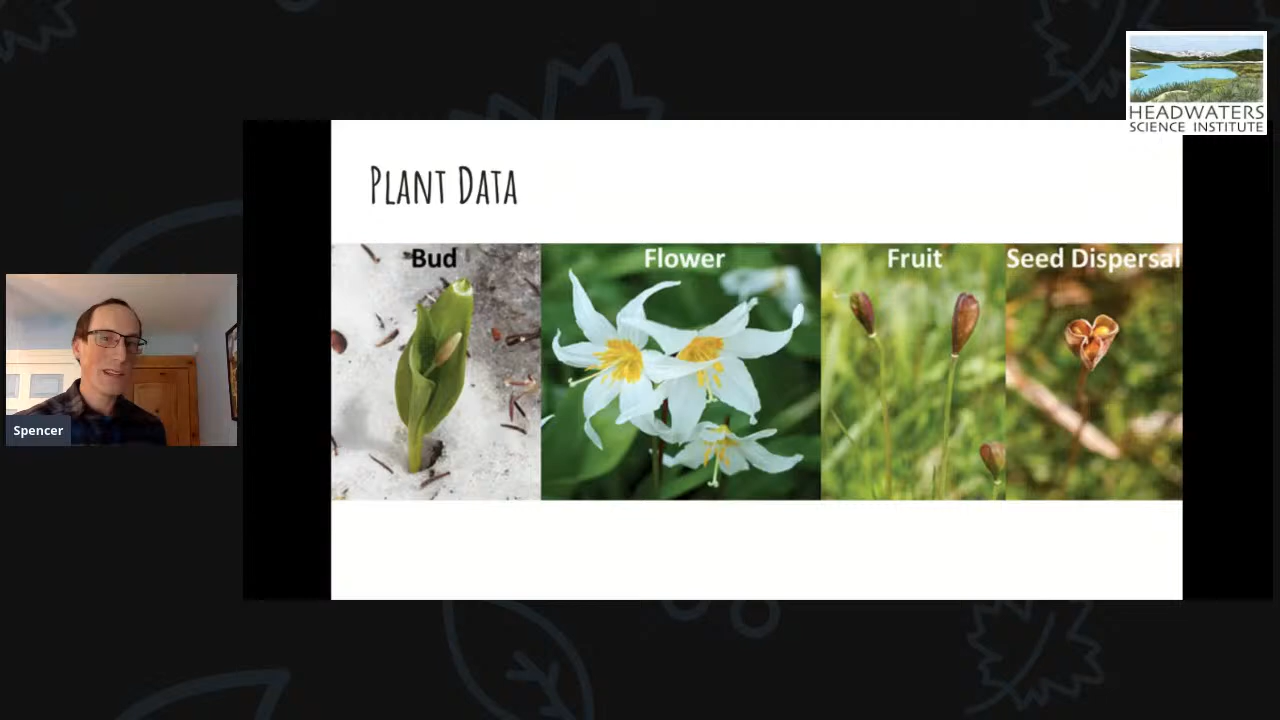 HEADWATERS
SCIENCE INSTITUTE
Plant Data
Bud
Flower
Fruit
Seed Dispersal
Spencer